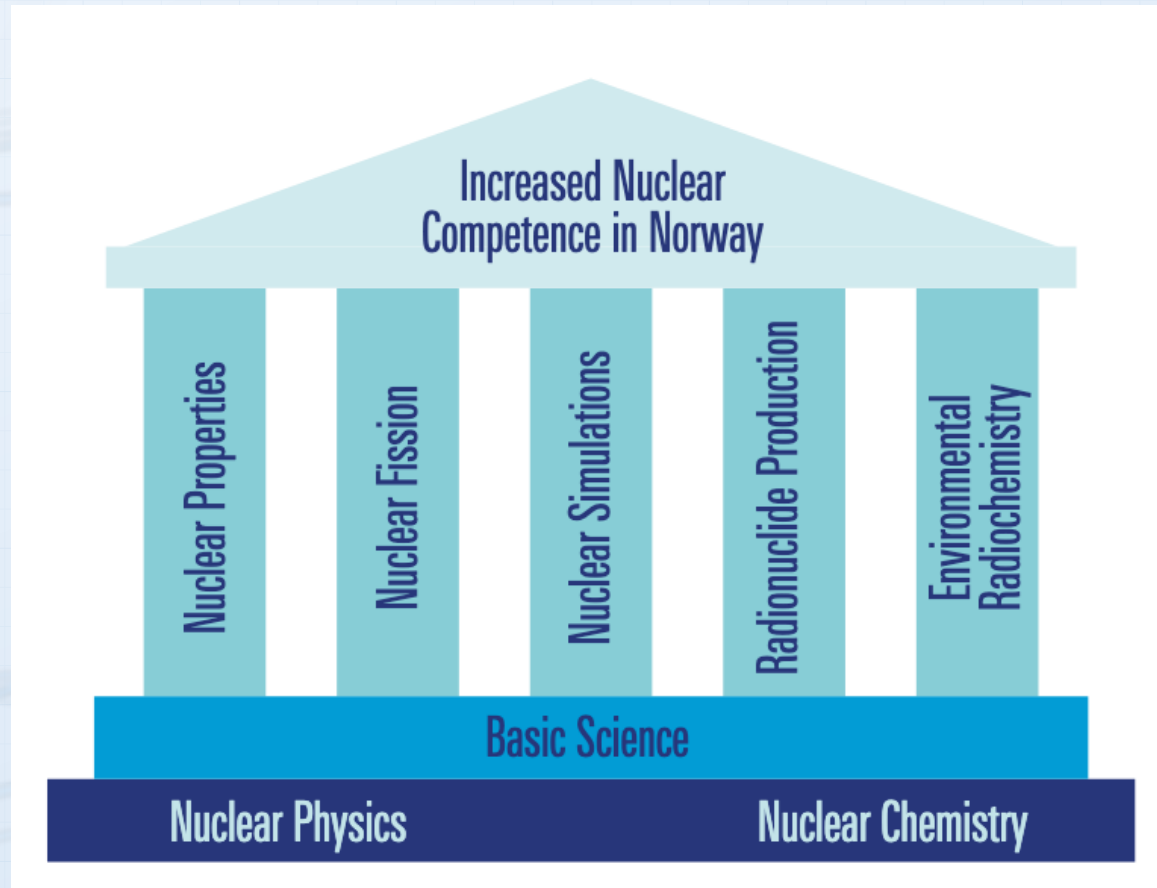 Increased Nuclear
Competence in Norway
Nuclear Properties
Nuclear Fission
Nuclear Simulations
Radionuclide Production
Environmental
Radiochemistry
Basic Science
Nuclear Physics
Nuclear Chemistry